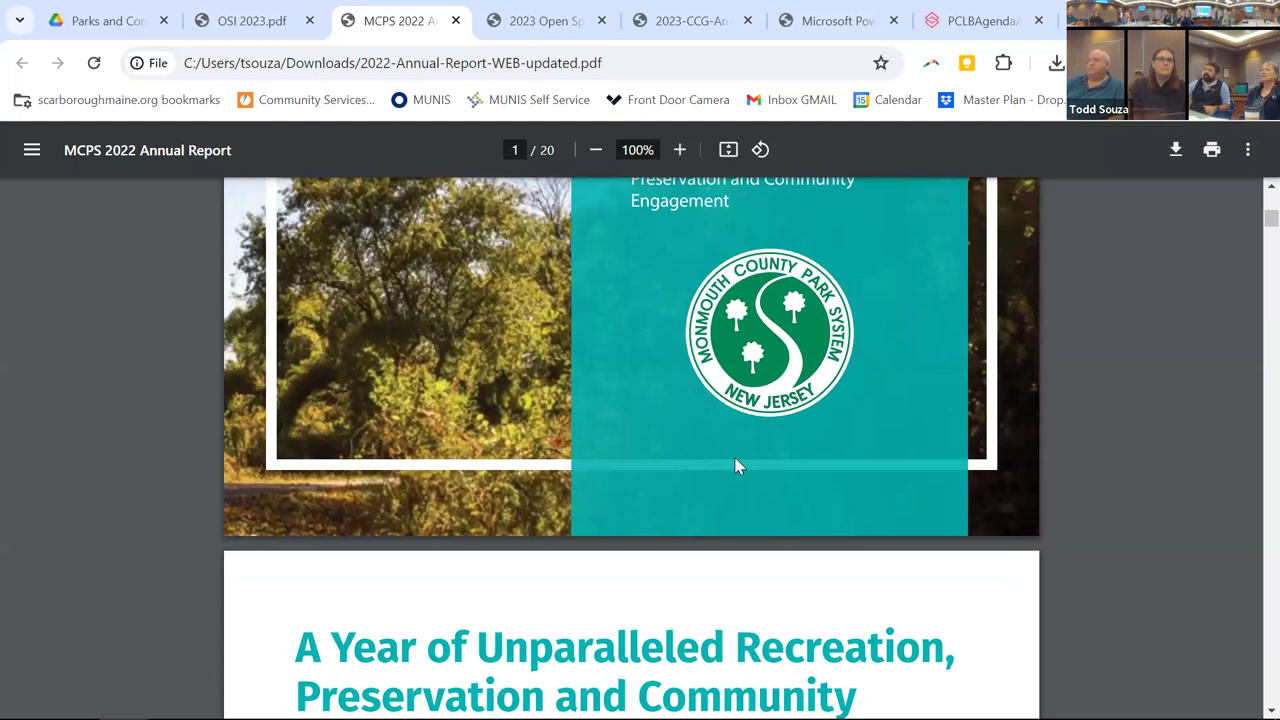 Parks and Con
OSI 2023.pdf
MCPS 2022 A
2023 Open Sp
2023-CCG-An
Microsoft Pow
PCLBAgenda
File
C:/Users/tsouza/Downloads/2022-Annual-Report-WEB-updated.pdf
scarboroughmaine.org bookmarks
Community Services...
MUNIS
MUNIS Self Service
Front Door Camera
Inbox GMAIL
15
Calendar
Master Plan - Drop
Todd Souza
MCPS 2022 Annual Report
1 / 20
100%
Preservation and Community
Engagement
MONMOUTH COUNTY PARK SYSTEM
NEW JERSEY
A Year of Unparalleled Recreation,
Preservation and Community